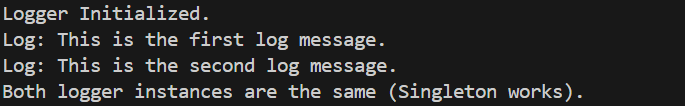 Logger Initialized.
Log: This is the first log message.
Log: This is the second log message.
Both logger instances are the same (Singleton works).